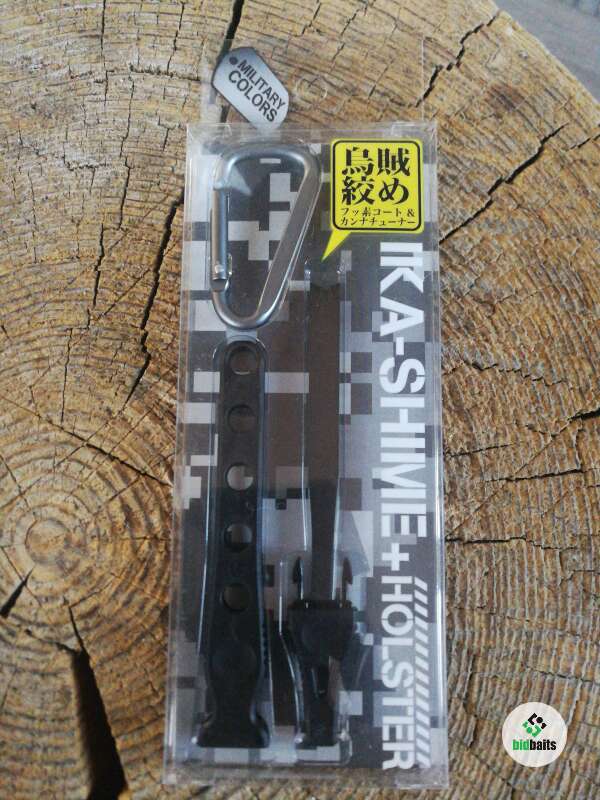 MILITARY
COLORS
烏賊
絞め
フッ素コート &
カンナチューナー
IKA-SHIME+HOLSTER
bidbaits